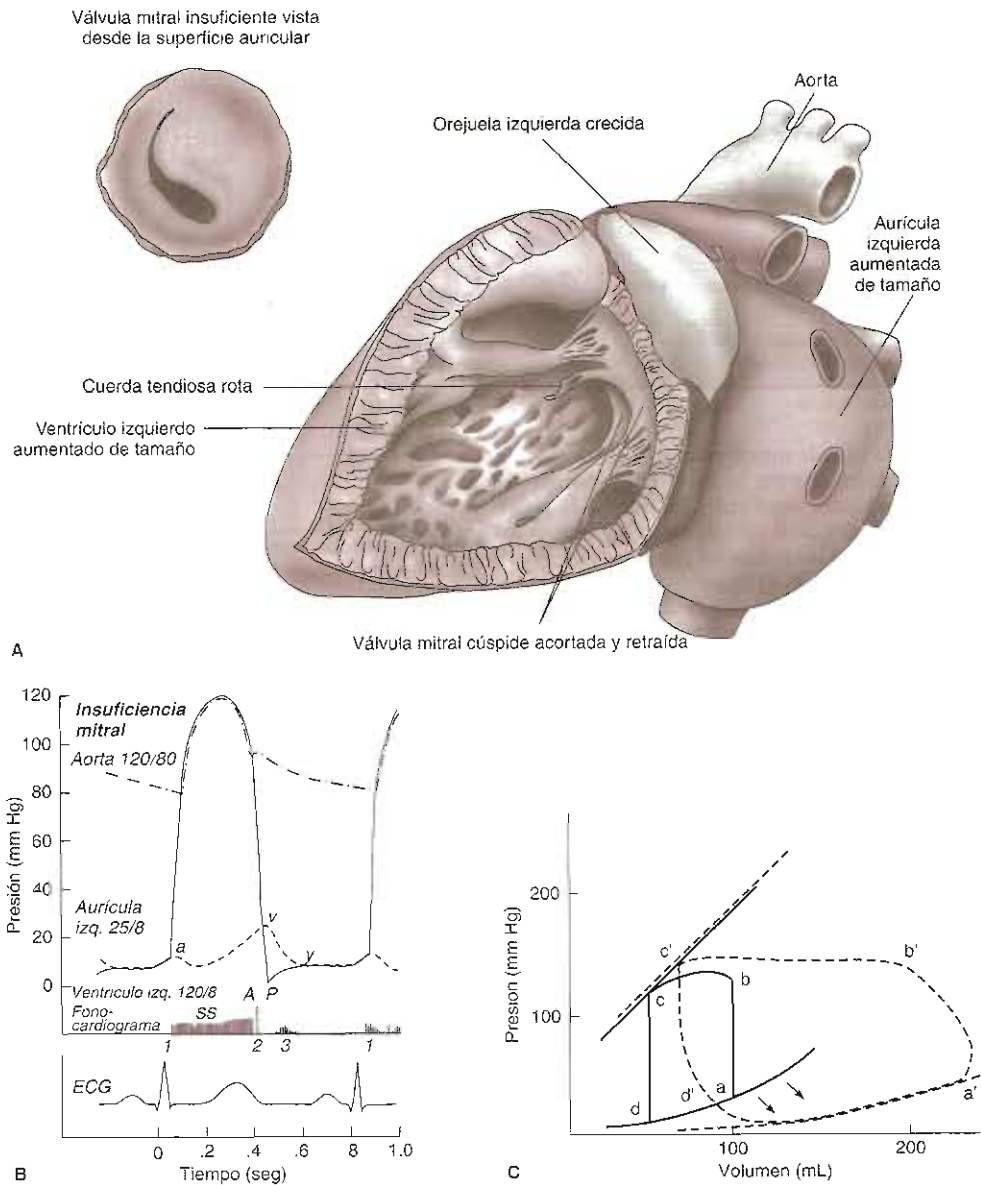 Válvula mitral insuficiente vista
desde la superficie auricular
Aorta
Orejuela izquierda crecida
Aurícula
izquierda
aumentada
de tamaño
Cuerda tendiosa rota
Ventrículo izquierdo
aumentado de tamaño
Válvula mitral cúspide acortada y retraída
A
120
100
80
60
40
20
0
Presión (mm Hg)
Insuficiencia
mitral
Aorta 120/80
Aurícula
izq. 25/8
a
v
y
Ventrículo izq. 120/8
A P
Fono-
cardiograma
SS
1 2 3 1
ECG
0 .2 .4 .6 8 1.0
Tiempo (seg)
B
200
100
Presión (mm Hg)
c'
b'
c
b
d'
a
d
a'
100 200
Volumen (mL)
C